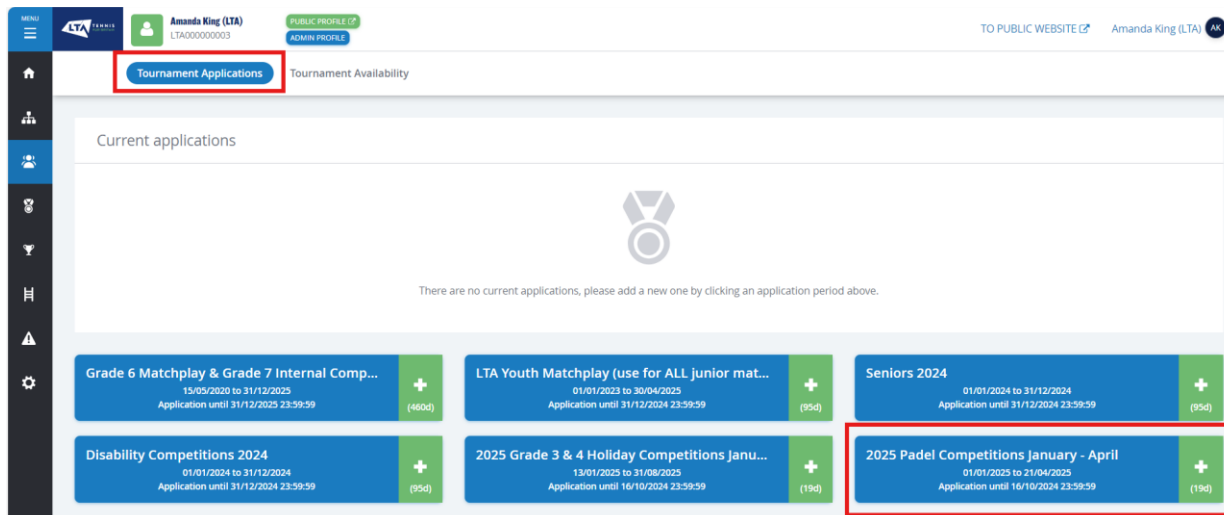 MENU
LTA TENNIS
Amanda King (LTA)
LTA000000003
PUBLIC PROFILE
ADMIN PROFILE
TO PUBLIC WEBSITE
Amanda King (LTA) AK
Tournament Applications
Tournament Availability
Current applications
There are no current applications, please add a new one by clicking an application period above.
Grade 6 Matchplay & Grade 7 Internal Comp...
15/05/2020 to 31/12/2025
Application until 31/12/2025 23:59:59
(460d)
LTA Youth Matchplay (use for ALL junior mat...
01/01/2023 to 30/04/2025
Application until 31/12/2024 23:59:59
(95d)
Seniors 2024
01/01/2024 to 31/12/2024
Application until 31/12/2024 23:59:59
(95d)
Disability Competitions 2024
01/01/2024 to 31/12/2024
Application until 31/12/2024 23:59:59
(95d)
2025 Grade 3 & 4 Holiday Competitions Janu...
13/01/2025 to 31/08/2025
Application until 16/10/2024 23:59:59
(19d)
2025 Padel Competitions January - April
01/01/2025 to 21/04/2025
Application until 16/10/2024 23:59:59
(19d)